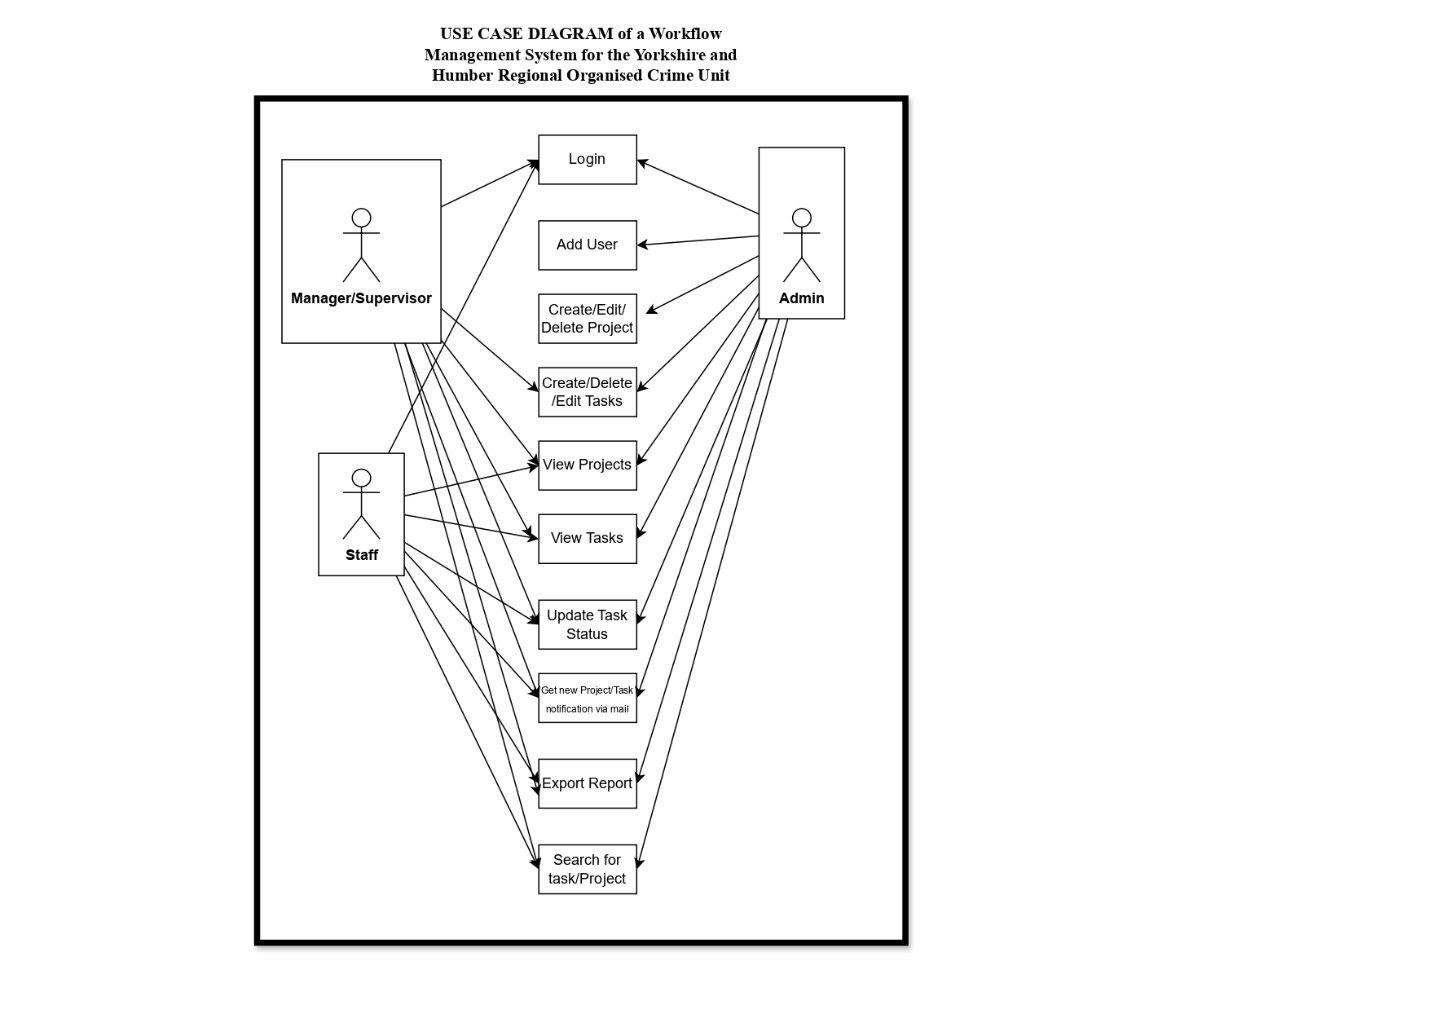 USE CASE DIAGRAM of a Workflow
Management System for the Yorkshire and
Humber Regional Organised Crime Unit
Login
Manager/Supervisor
Admin
Add User
Create/Edit/
Delete Project
Create/Delete
/Edit Tasks
View Projects
Staff
View Tasks
Update Task
Status
Get new Project/Task
notification via mail
Export Report
Search for
task/Project